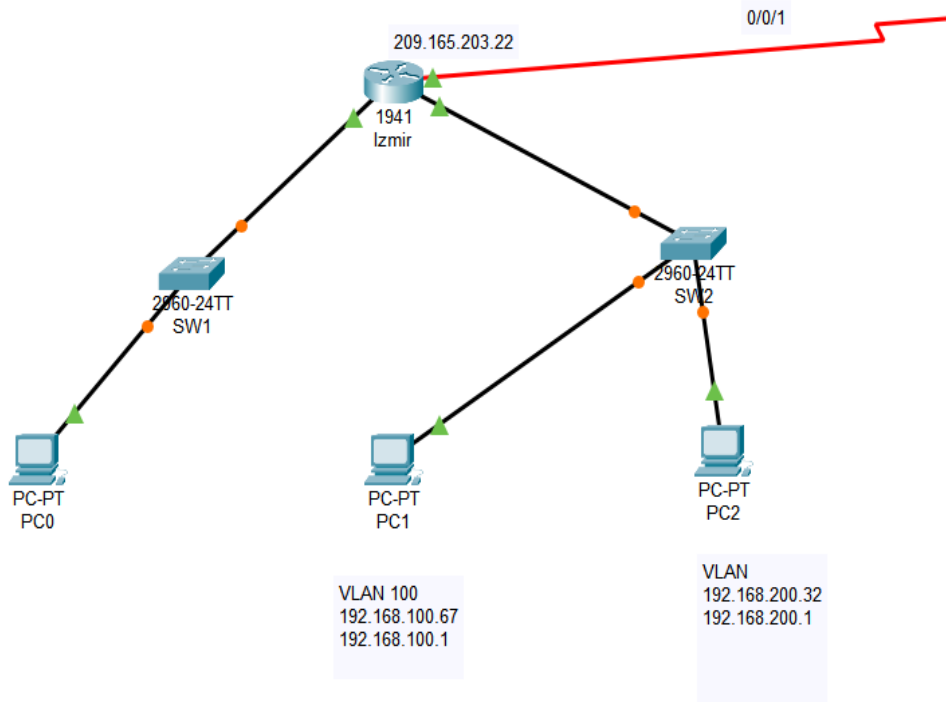 0/0/1
209.165.203.22
1941
Izmir
2960-24TT
SW1
2960-24TT
SW2
PC-PT
PC0
PC-PT
PC1
PC-PT
PC2
VLAN 100
192.168.100.67
192.168.100.1
VLAN
192.168.200.32
192.168.200.1